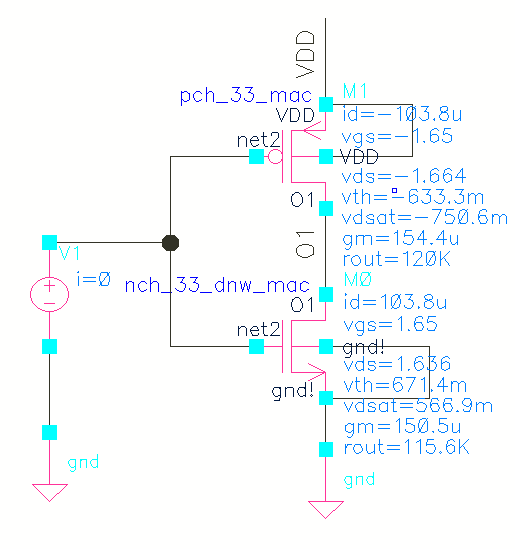 VDD
M1
pch_33_mac
id=-103.8u
VDD
vgs=-1.65
net2
VDD
vds=-1.664
vth=-633.3m
O1
vdsat=-750.6m
gm=154.4u
O1
rout=120K
V1
i=0
nch_33_dnw_mac
M0
O1
id=103.8u
net2
vgs=1.65
gnd!
vds=1.636
gnd!
vth=671.4m
vdsat=566.9m
gm=150.5u
rout=115.6K
gnd
gnd